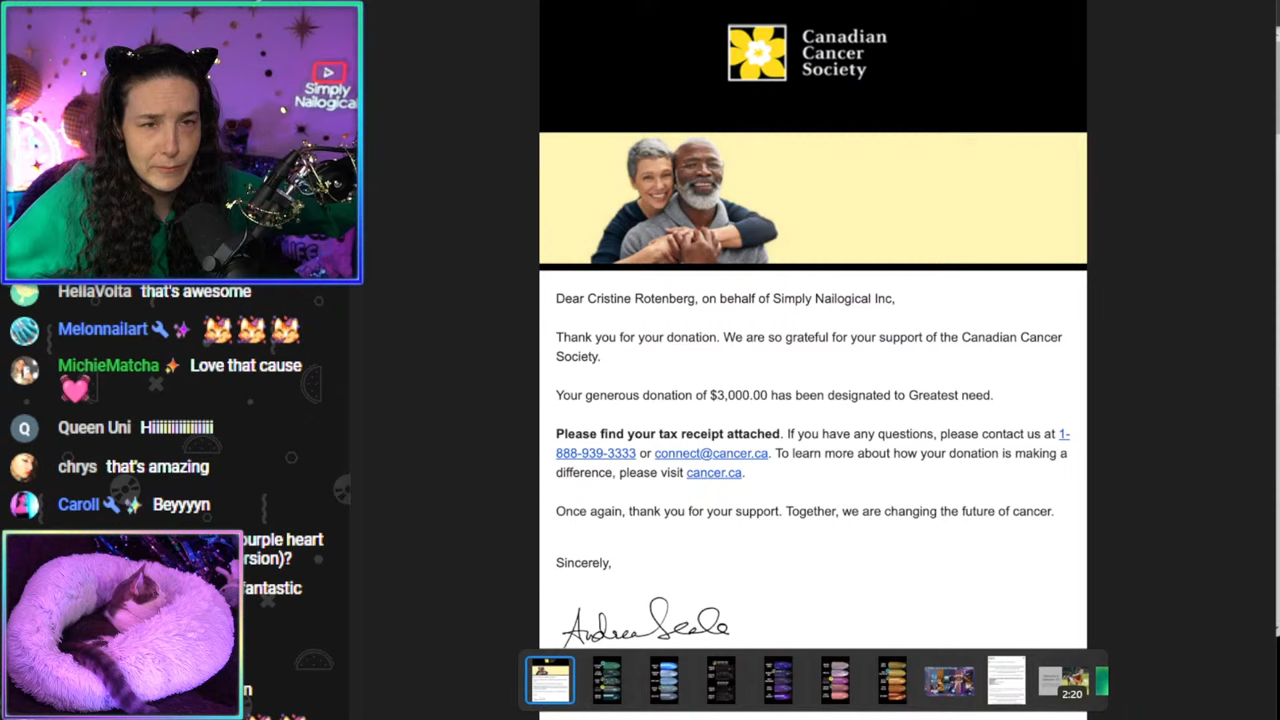 Simply
Nailogical
HellaVolta that's awesome
Melonnailart
MichieMatcha Love that cause
Q Queen Uni Hiiiiiiiiiiiiiii
chrys that's amazing
Caroll Beyyyyn
purple heart
rsion)?
fantastic
Canadian
Cancer
Society
Dear Cristine Rotenberg, on behalf of Simply Nailogical Inc,
Thank you for your donation. We are so grateful for your support of the Canadian Cancer
Society.
Your generous donation of $3,000.00 has been designated to Greatest need.
Please find your tax receipt attached. If you have any questions, please contact us at 1-
888-939-3333 or connect@cancer.ca. To learn more about how your donation is making a
difference, please visit cancer.ca.
Once again, thank you for your support. Together, we are changing the future of cancer.
Sincerely,
Andrea Seale
2:20